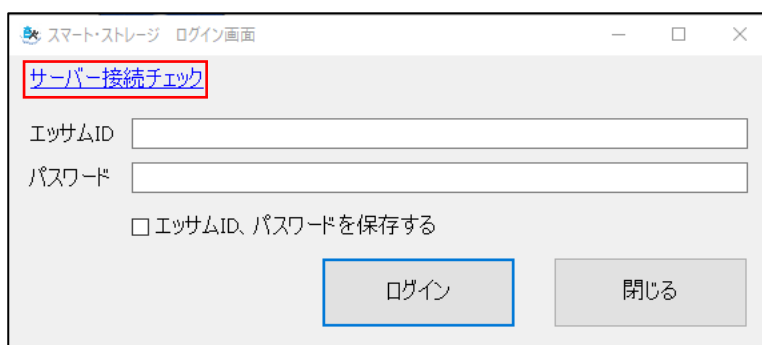 スマート・ストレージ　ログイン画面
サーバー接続チェック
エッサムID
パスワード
エッサムID、パスワードを保存する
ログイン
閉じる